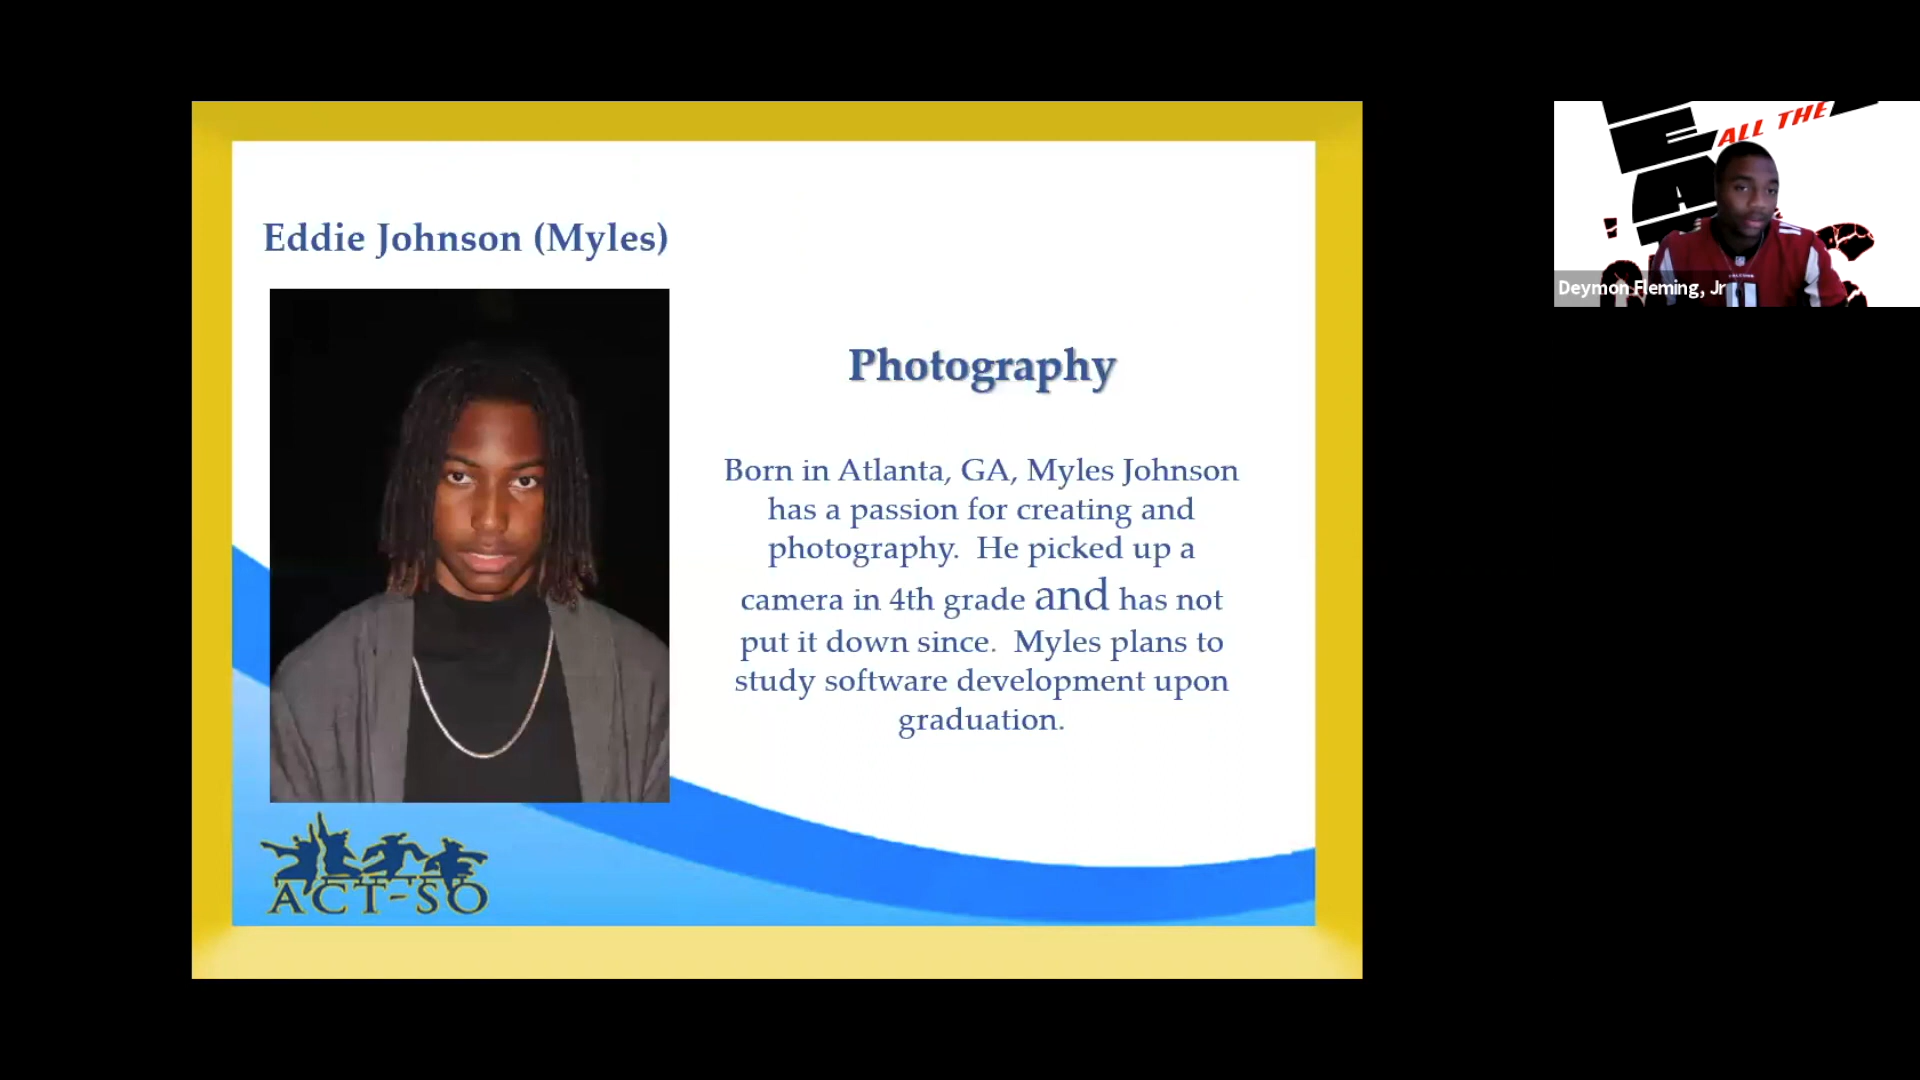 Eddie Johnson (Myles)
Photography
Born in Atlanta, GA, Myles Johnson
has a passion for creating and
photography.  He picked up a
camera in 4th grade and has not
put it down since.  Myles plans to
study software development upon
graduation.
ACT-SO
ALL THE
Deymon Fleming, Jr